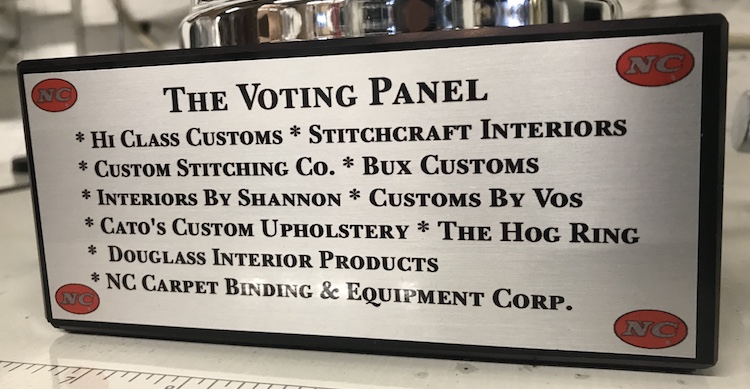 NC
NC
The Voting Panel
* Hi Class Customs * Stitchcraft Interiors
* Custom Stitching Co. * Bux Customs
* Interiors By Shannon * Customs By Vos
* Cato's Custom Upholstery * The Hog Ring
* Douglass Interior Products
* NC Carpet Binding & Equipment Corp.
NC
NC